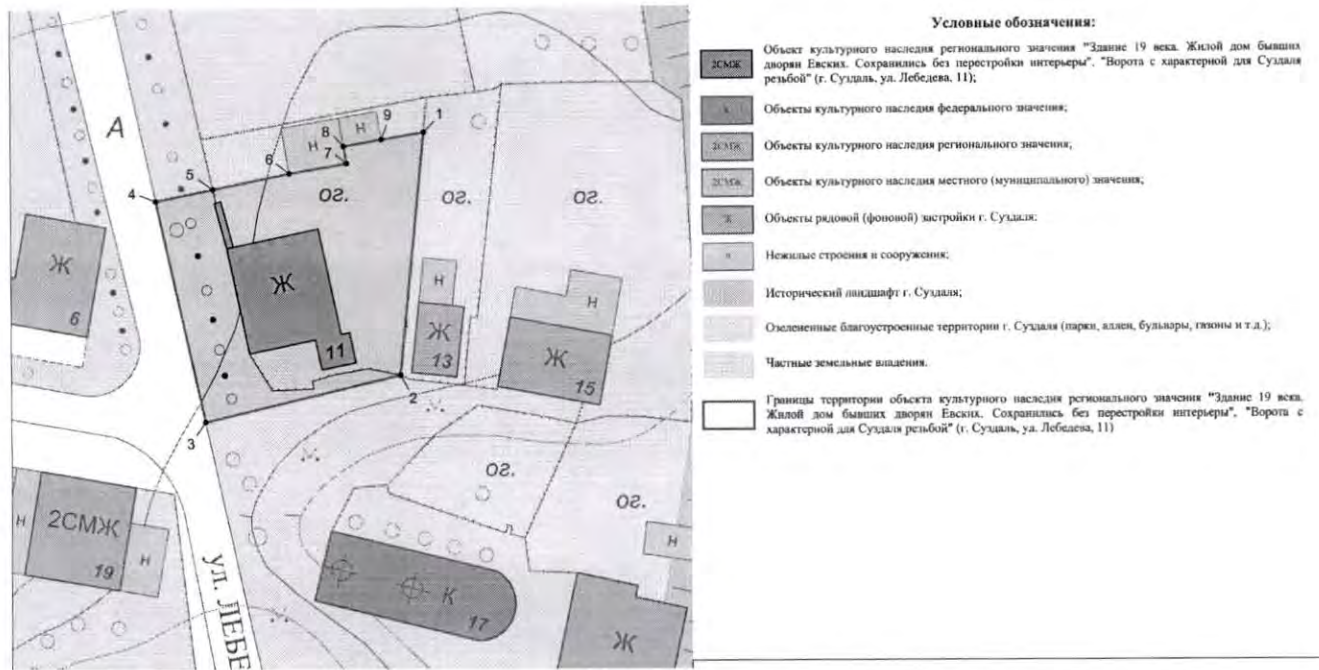 А
н
8
9
1
н
7
6
5
4
ог.
ог.
ог.
Ж
6
Ж
11
н
Ж
13
н
Ж
15
2
3
ог.
ог.
н
2СМЖ
н
19
н
К
17
Ж
ул. ЛЕБЕ
Условные обозначения:
2СМЖ
Объект культурного наследия регионального значения "Здание 19 века. Жилой дом бывших
дворян Евских. Сохранились без перестройки интерьеры". "Ворота с характерной для Суздаля
резьбой" (г. Суздаль, ул. Лебедева, 11);
К
Объекты культурного наследия федерального значения;
2СМЖ
Объекты культурного наследия регионального значения;
2СМЖ
Объекты культурного наследия местного (муниципального) значения;
Ж
Объекты рядовой (фоновой) застройки г. Суздаля;
н
Нежилые строения и сооружения;
Исторический ландшафт г. Суздаля;
Озелененные благоустроенные территории г. Суздаля (парки, аллеи, бульвары, газоны и т.д.);
Частные земельные владения.
Границы территории объекта культурного наследия регионального значения "Здание 19 века.
Жилой дом бывших дворян Евских. Сохранились без перестройки интерьеры". "Ворота с
характерной для Суздаля резьбой" (г. Суздаль, ул. Лебедева, 11)